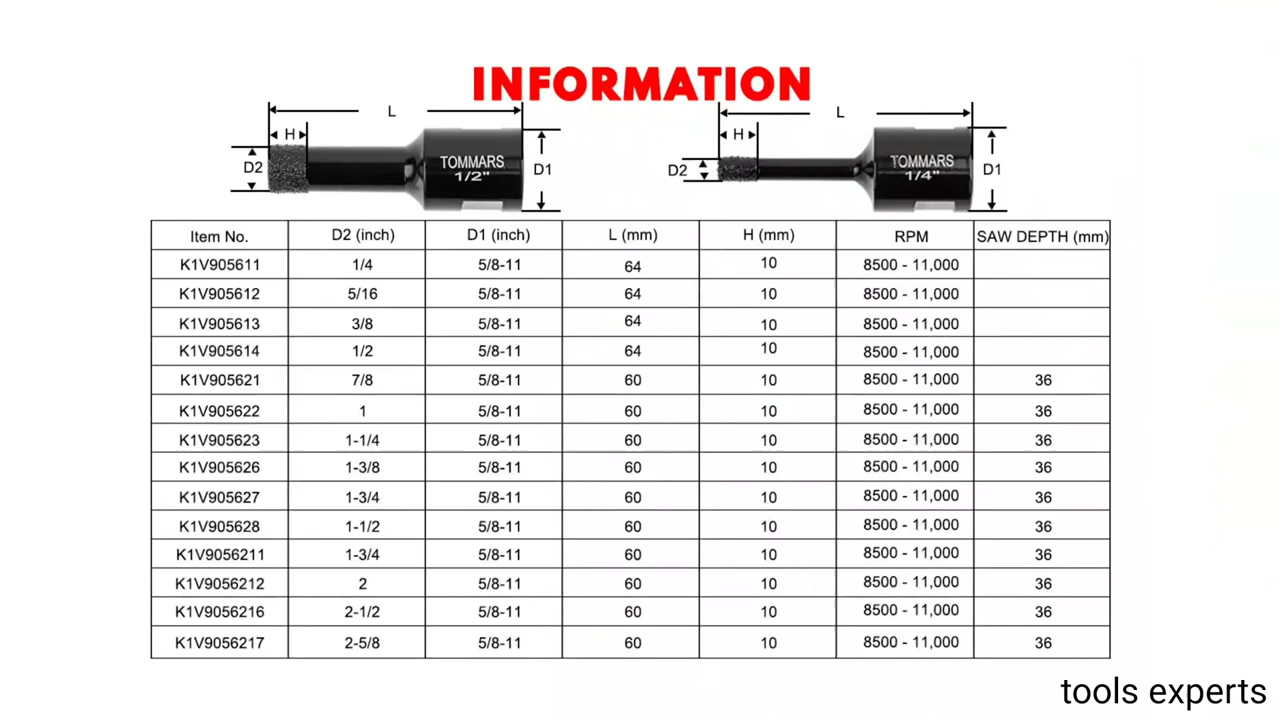 INFORMATION
L
L
H
H
D2
TOMMARS
1/2"
D1
D2
TOMMARS
1/4"
D1
Item No. D2 (inch) D1 (inch) L (mm) H (mm) RPM SAW DEPTH (mm)
K1V905611 1/4 5/8-11 64 10 8500 - 11,000
K1V905612 5/16 5/8-11 64 10 8500 - 11,000
K1V905613 3/8 5/8-11 64 10 8500 - 11,000
K1V905614 1/2 5/8-11 64 10 8500 - 11,000
K1V905621 7/8 5/8-11 60 10 8500 - 11,000 36
K1V905622 1 5/8-11 60 10 8500 - 11,000 36
K1V905623 1-1/4 5/8-11 60 10 8500 - 11,000 36
K1V905626 1-3/8 5/8-11 60 10 8500 - 11,000 36
K1V905627 1-3/4 5/8-11 60 10 8500 - 11,000 36
K1V905628 1-1/2 5/8-11 60 10 8500 - 11,000 36
K1V9056211 1-3/4 5/8-11 60 10 8500 - 11,000 36
K1V9056212 2 5/8-11 60 10 8500 - 11,000 36
K1V9056216 2-1/2 5/8-11 60 10 8500 - 11,000 36
K1V9056217 2-5/8 5/8-11 60 10 8500 - 11,000 36
tools experts